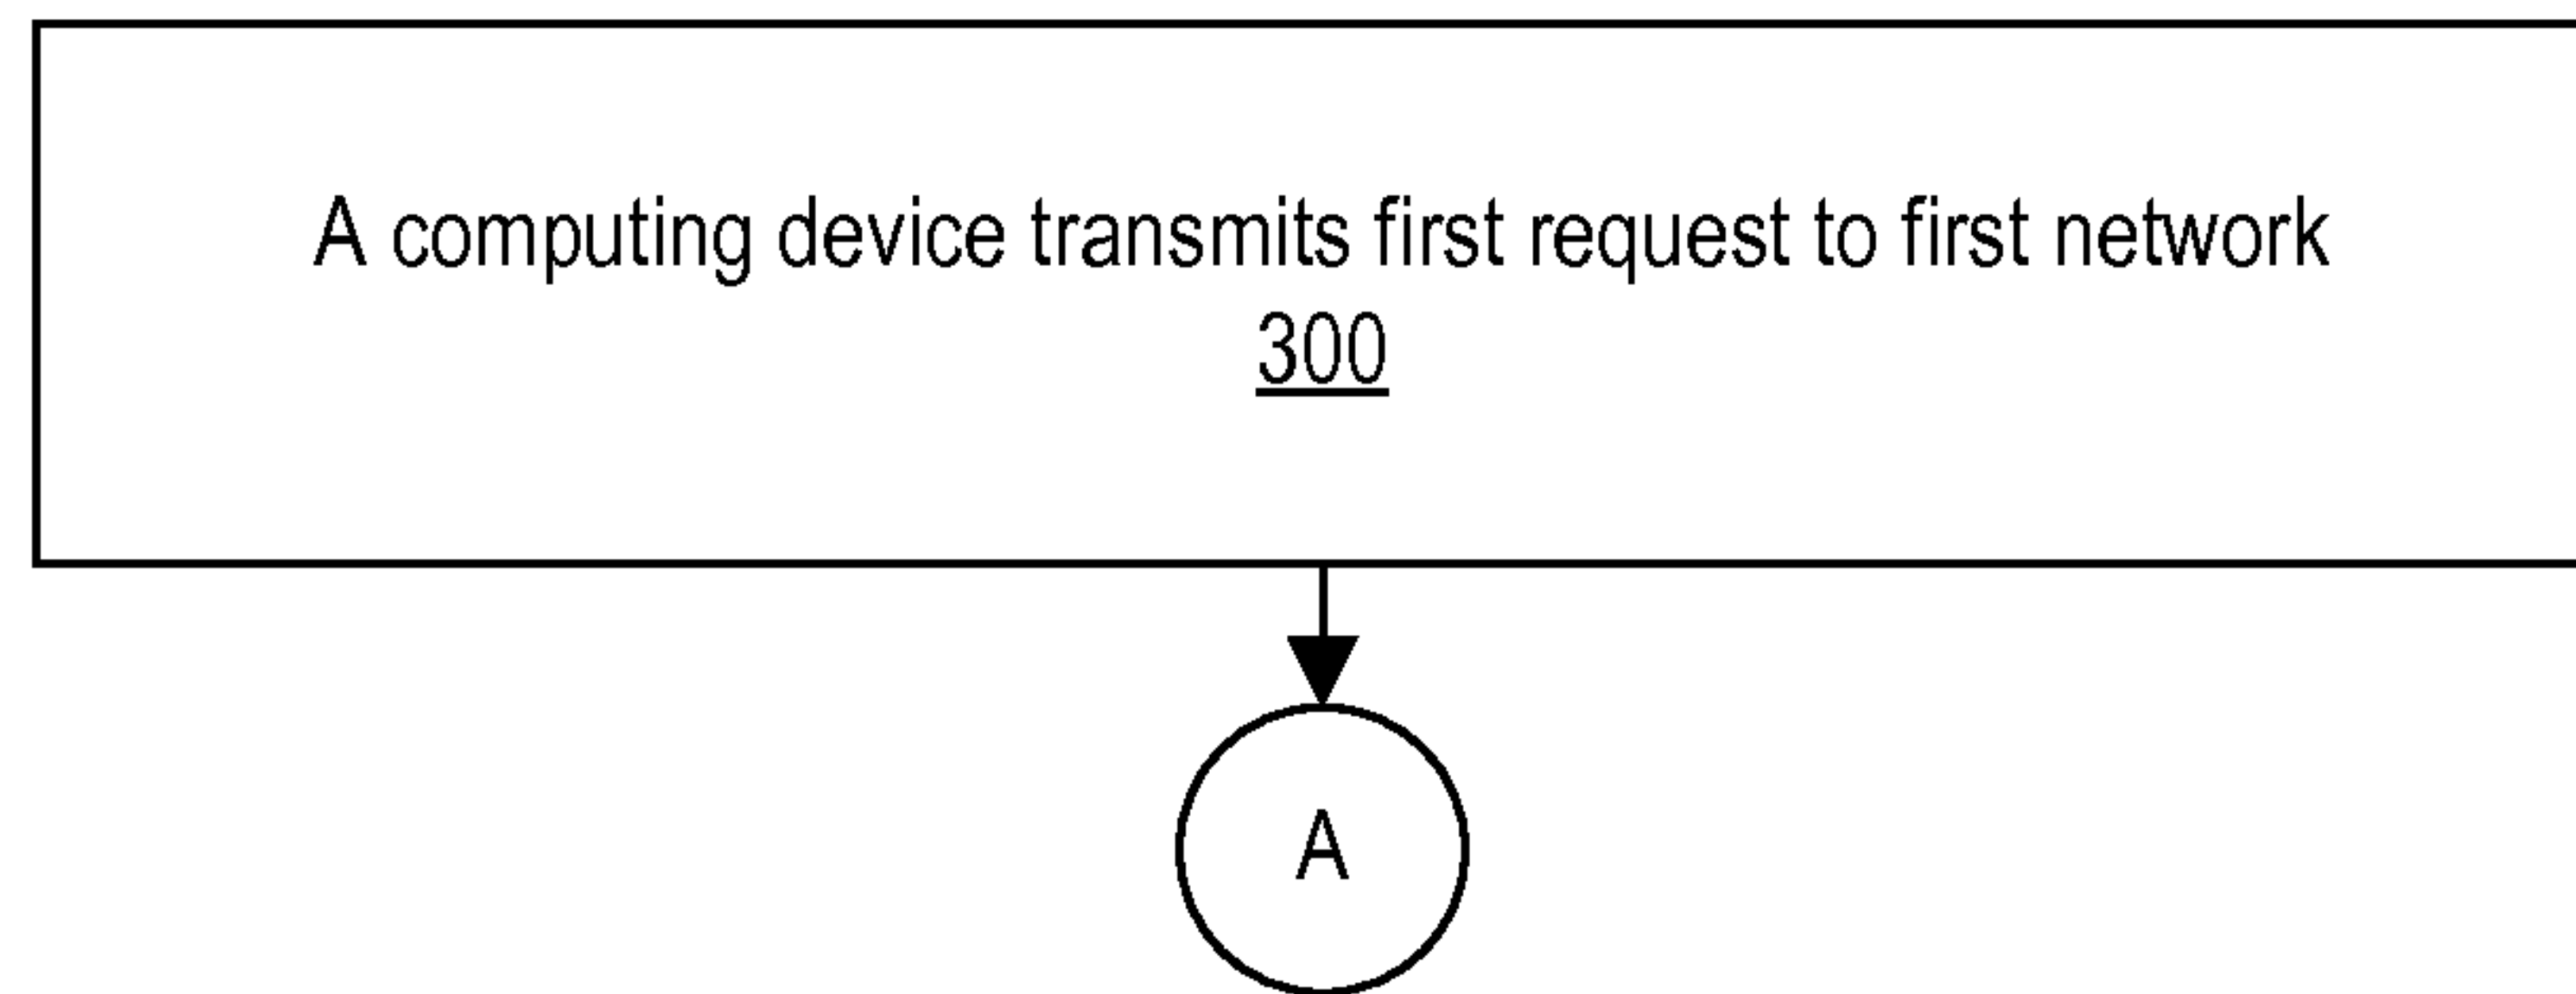 A computing device transmits first request to first network
300
A